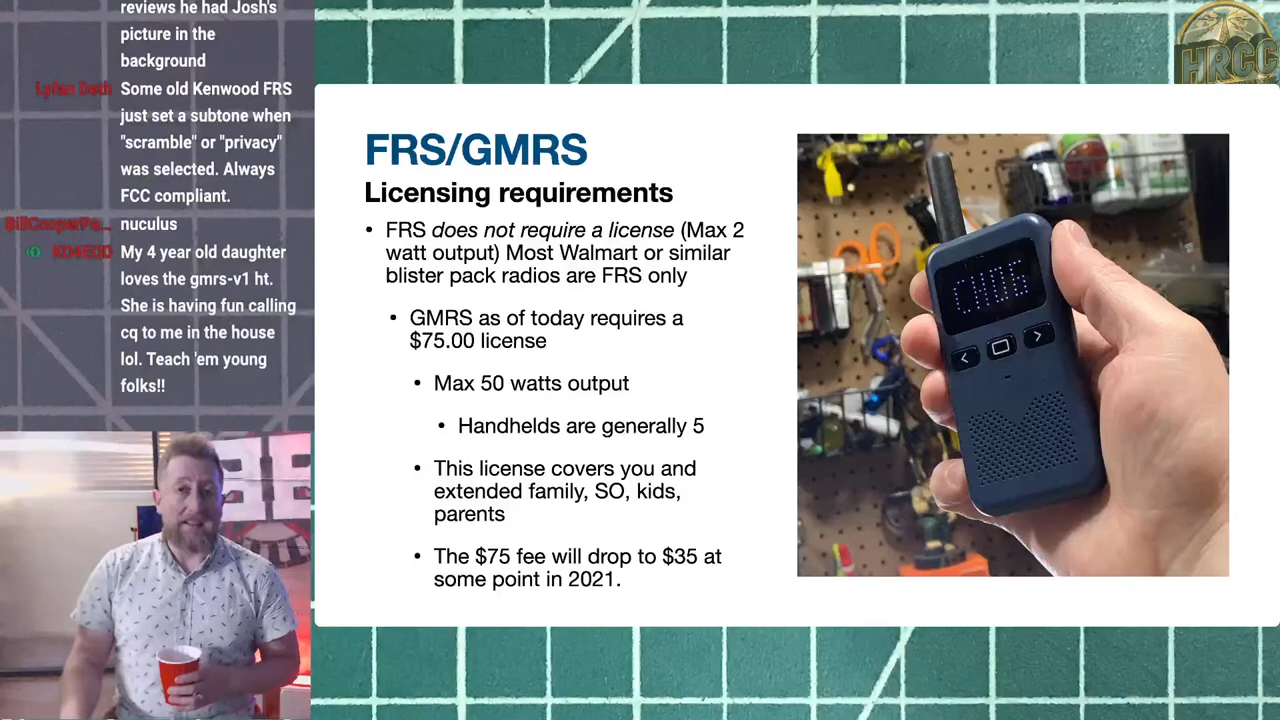 reviews he had Josh's
picture in the
background
Lyfan Deth Some old Kenwood FRS
just set a subtone when
"scramble" or "privacy"
was selected. Always
FCC compliant.
BillCooperPe... nuculus
KO4EDD My 4 year old daughter
loves the gmrs-v1 ht.
She is having fun calling
cq to me in the house
lol. Teach 'em young
folks!!
HRCC
FRS/GMRS
Licensing requirements
• FRS does not require a license (Max 2
watt output) Most Walmart or similar
blister pack radios are FRS only
• GMRS as of today requires a
$75.00 license
• Max 50 watts output
• Handhelds are generally 5
• This license covers you and
extended family, SO, kids,
parents
• The $75 fee will drop to $35 at
some point in 2021.
CH06